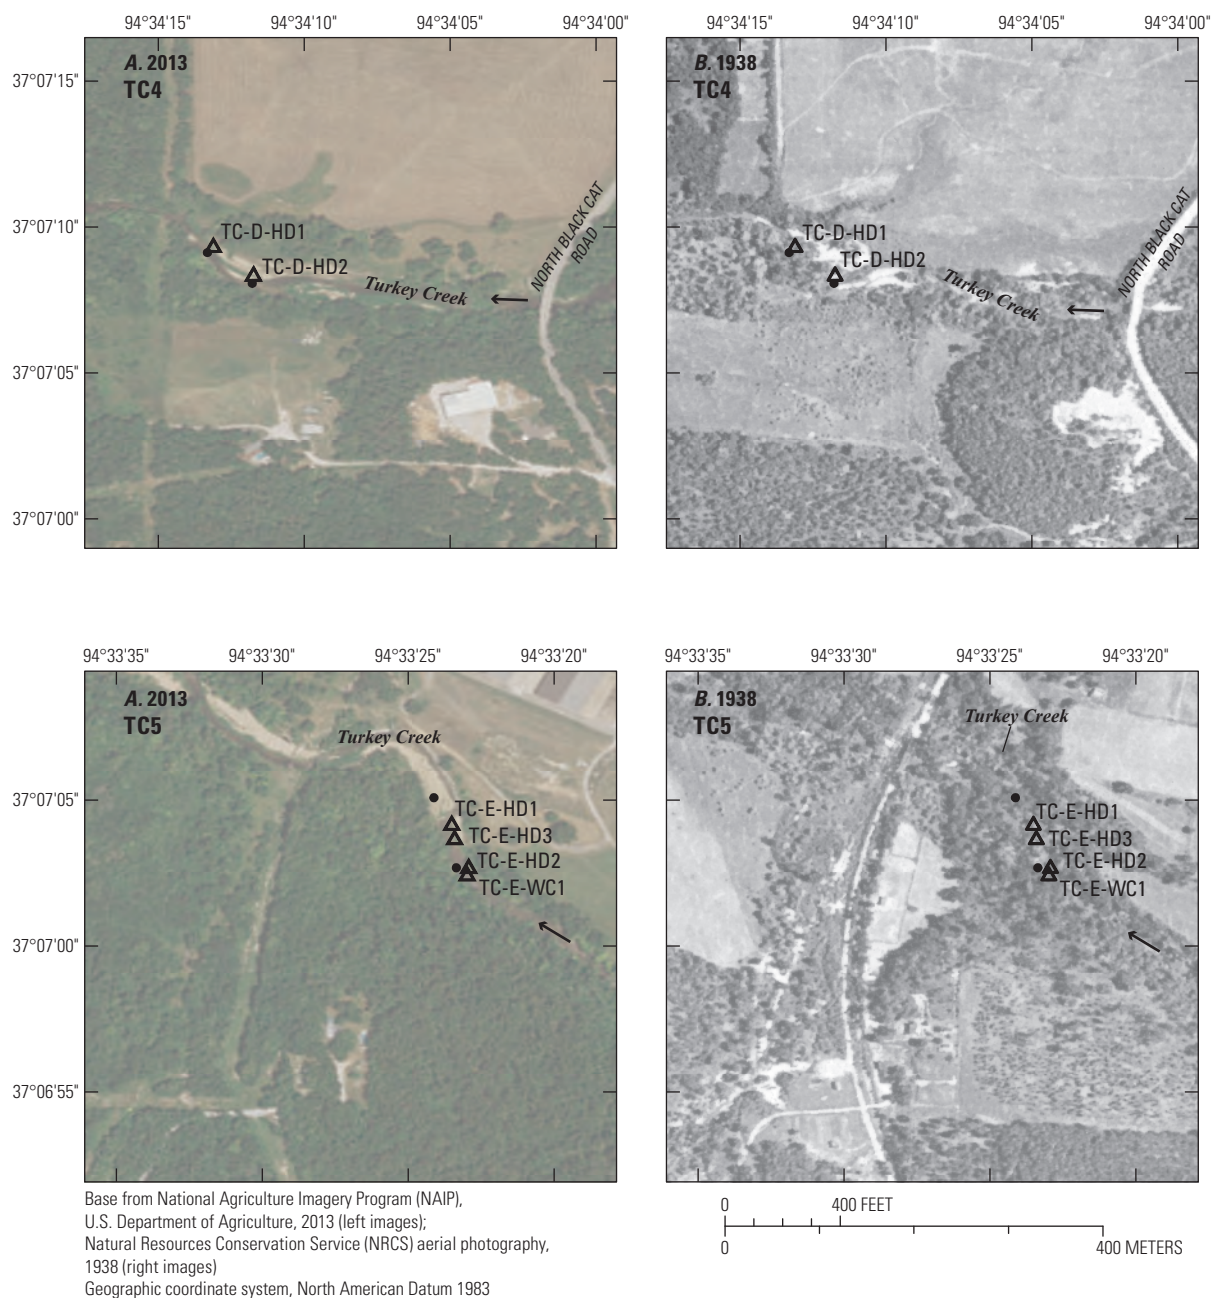 94°34'15" 94°34'10" 94°34'05" 94°34'00"
94°34'15" 94°34'10" 94°34'05" 94°34'00"
37°07'15"
37°07'10"
37°07'05"
37°07'00"
A. 2013
TC4
TC-D-HD1
TC-D-HD2
Turkey Creek
NORTH BLACK CAT
ROAD
B. 1938
TC4
TC-D-HD1
TC-D-HD2
Turkey Creek
NORTH BLACK CAT
ROAD
94°33'35" 94°33'30" 94°33'25" 94°33'20"
94°33'35" 94°33'30" 94°33'25" 94°33'20"
37°07'05"
37°07'00"
37°06'55"
A. 2013
TC5
Turkey Creek
TC-E-HD1
TC-E-HD3
TC-E-HD2
TC-E-WC1
B. 1938
TC5
Turkey Creek
TC-E-HD1
TC-E-HD3
TC-E-HD2
TC-E-WC1
Base from National Agriculture Imagery Program (NAIP),
U.S. Department of Agriculture, 2013 (left images);
Natural Resources Conservation Service (NRCS) aerial photography,
1938 (right images)
Geographic coordinate system, North American Datum 1983
0 400 FEET
0 400 METERS